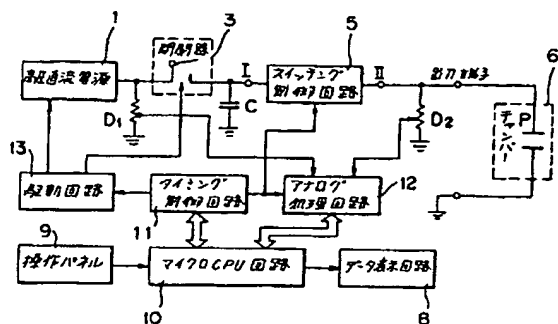 1
3
5
6
高圧直流電源
開閉路
I
スイッチング
制御回路
II
出力端子
C
D1
D2
P
チャンバー
13
駆動回路
タイミング
制御回路
11
アナログ
処理回路
12
9
操作パネル
マイクロCPU回路
10
データ表示回路
8